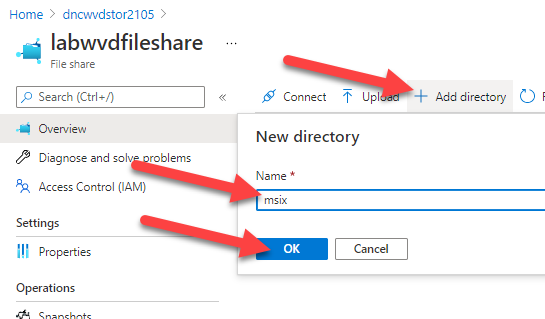 Home > dncwvdstor2105 >
labwvdfileshare ...
File share
Search (Ctrl+/) «
Connect Upload + Add directory
Overview
Diagnose and solve problems
Access Control (IAM)
Settings
Properties
Operations
Snapshots
New directory
Name *
msix
OK Cancel